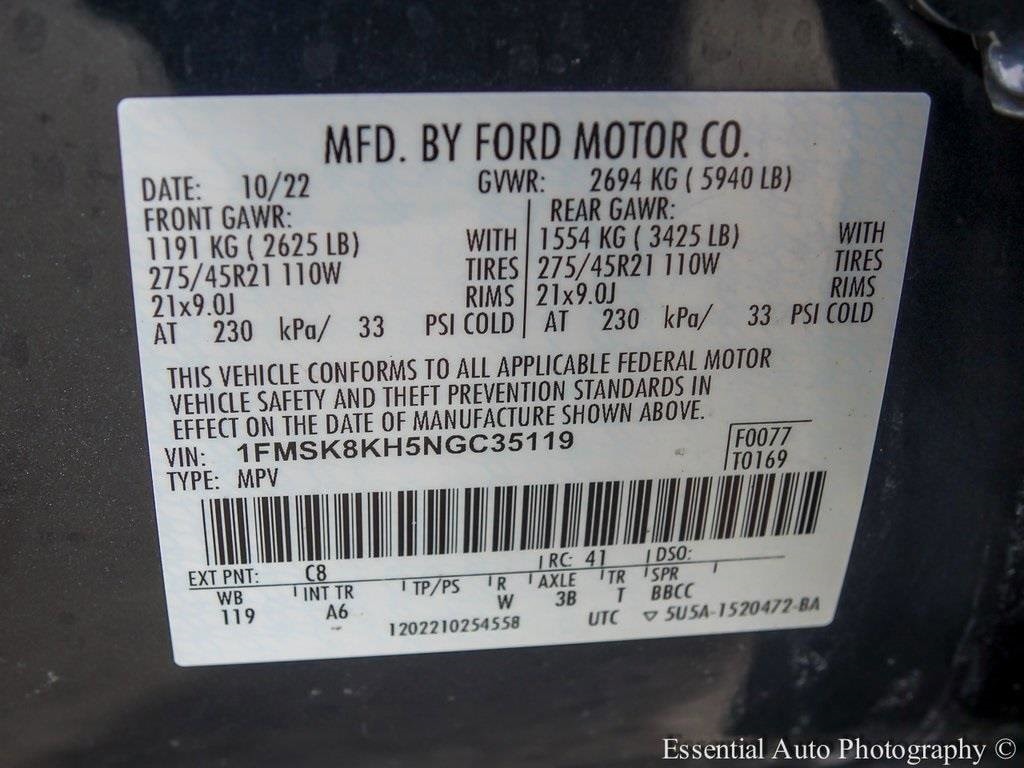 MFD. BY FORD MOTOR CO.
DATE: 10/22 GVWR: 2694 KG ( 5940 LB)
FRONT GAWR: REAR GAWR:
1191 KG ( 2625 LB) WITH 1554 KG ( 3425 LB) WITH
275/45R21 110W TIRES 275/45R21 110W TIRES
21x9.0J RIMS 21x9.0J RIMS
AT 230 kPa/ 33 PSI COLD AT 230 kPa/ 33 PSI COLD
THIS VEHICLE CONFORMS TO ALL APPLICABLE FEDERAL MOTOR
VEHICLE SAFETY AND THEFT PREVENTION STANDARDS IN
EFFECT ON THE DATE OF MANUFACTURE SHOWN ABOVE.
VIN: 1FMSK8KH5NGC35119 F0077
TYPE: MPV T0169
EXT PNT: C8 RC: 41 DSO:
WB INT TR TP/PS R AXLE TR SPR
119 A6 W 3B T BBCC
1202210254558 UTC ▽ 5U5A-1520472-BA
Essential Auto Photography ©